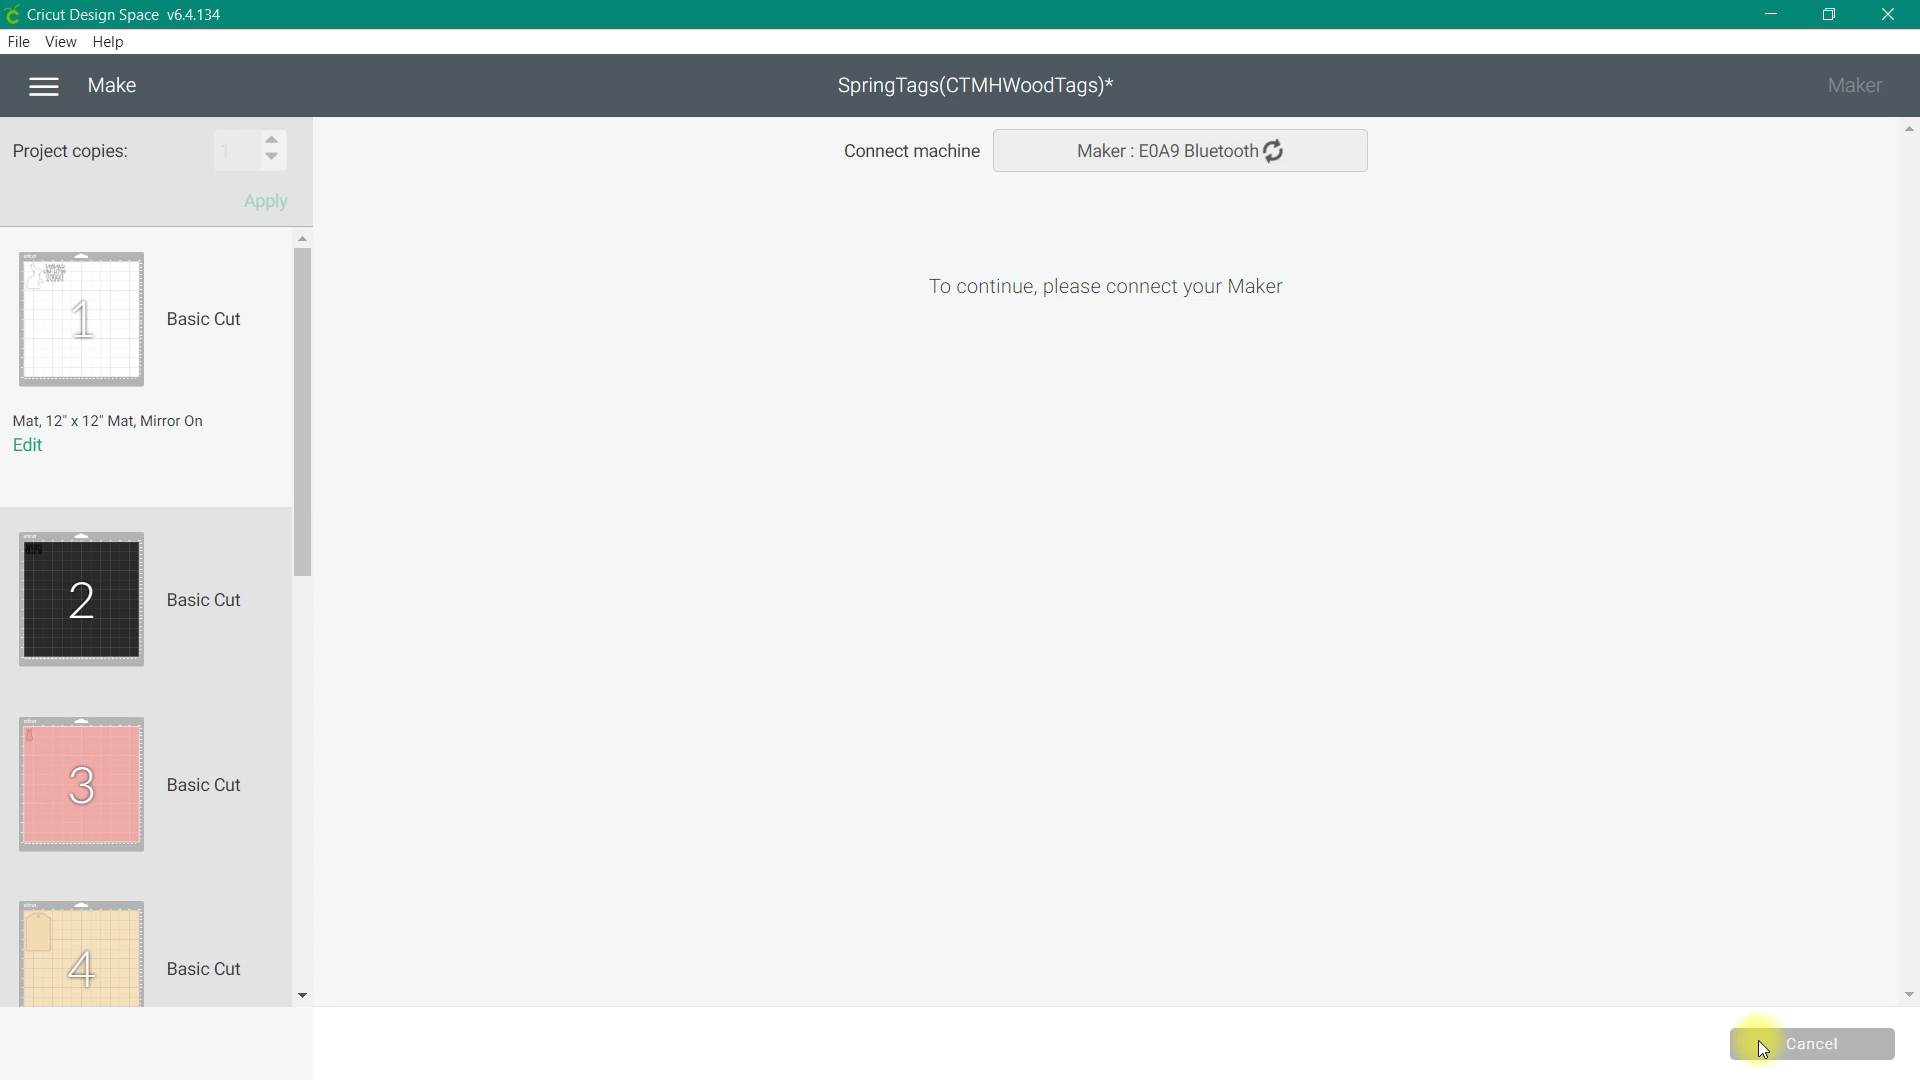 Cricut Design Space v6.4.134
File View Help
Make
SpringTags(CTMHWoodTags)*
Maker
Project copies:
1
Apply
Connect machine
Maker : E0A9 Bluetooth
To continue, please connect your Maker
1
Basic Cut
Mat, 12" x 12" Mat, Mirror On
Edit
2
Basic Cut
3
Basic Cut
4
Basic Cut
Cancel